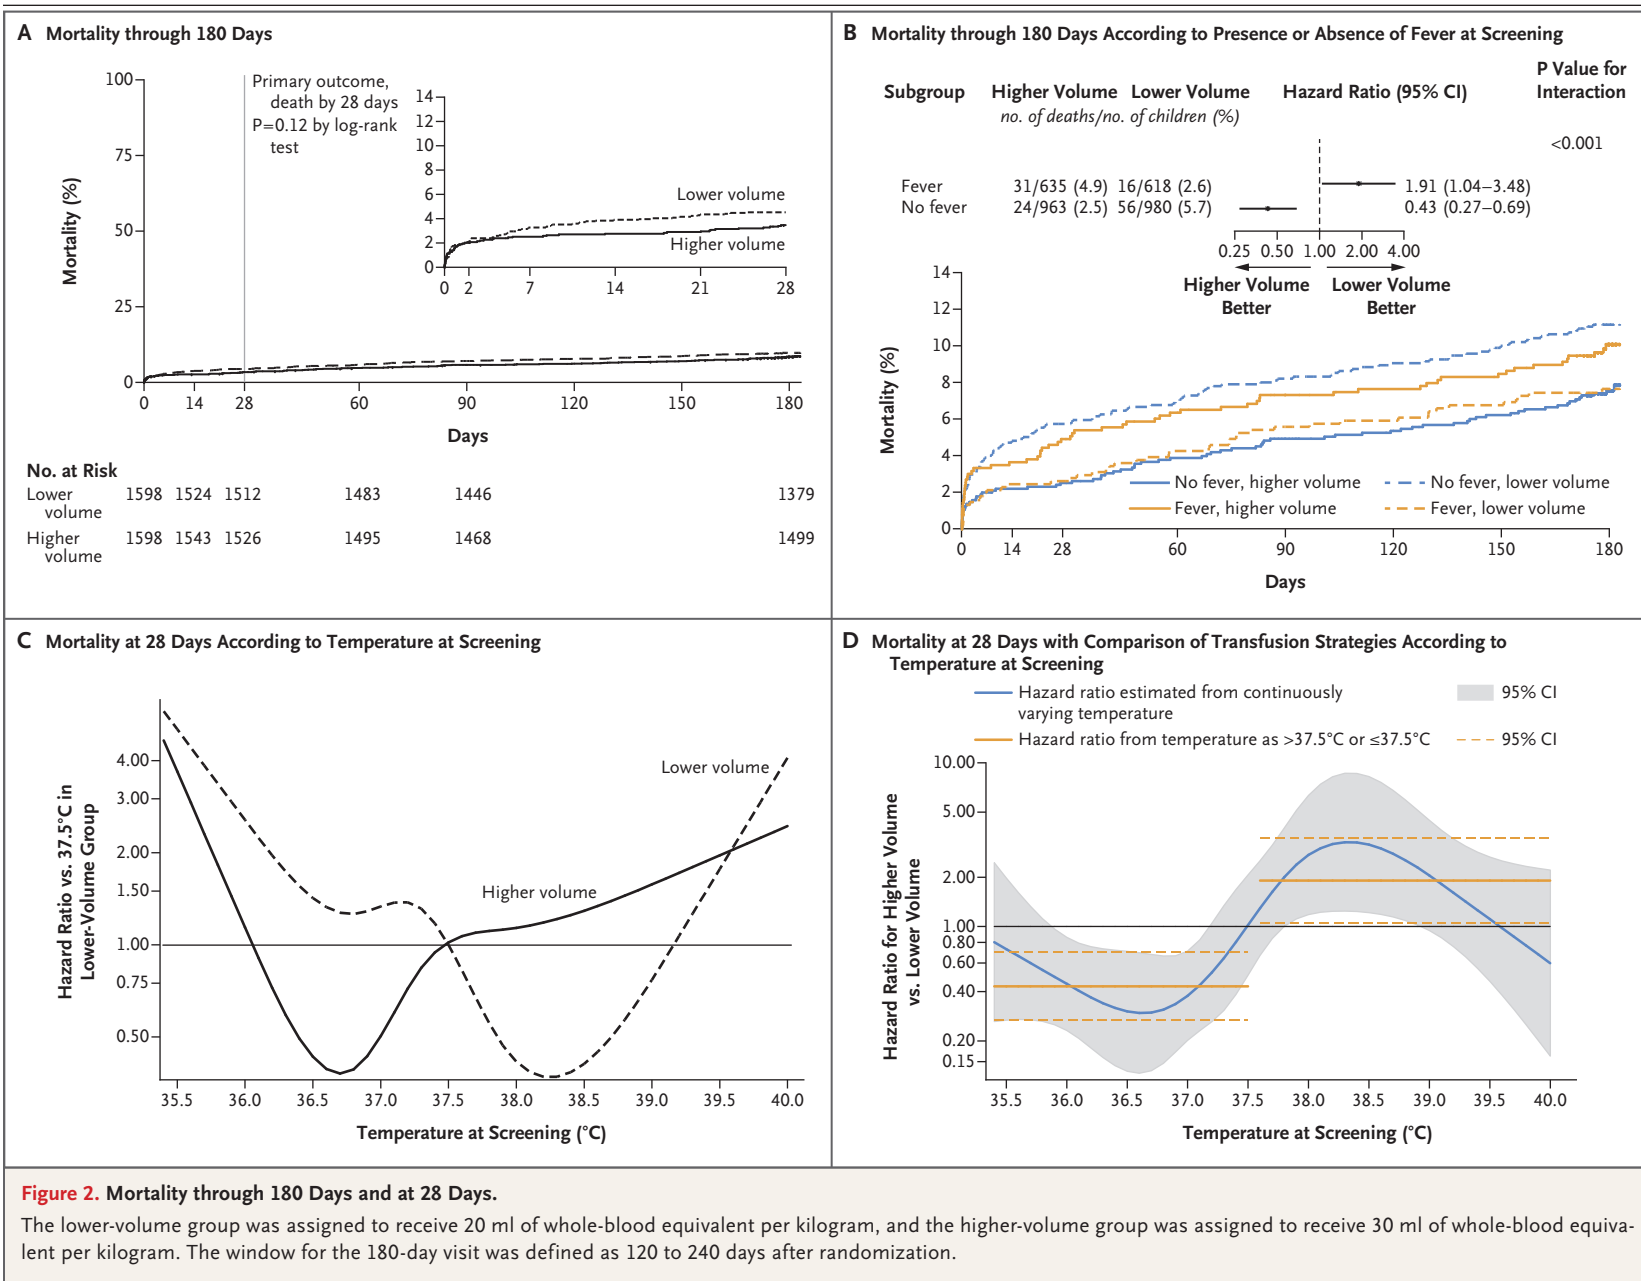 A Mortality through 180 Days
100
75
50
25
0
Mortality (%)
Primary outcome,
death by 28 days
P=0.12 by log-rank
test
14
12
10
8
6
4
2
0
Lower volume
Higher volume
0 2 7 14 21 28
0 14 28 60 90 120 150 180
Days
No. at Risk
Lower volume 1598 1524 1512 1483 1446 1379
Higher volume 1598 1543 1526 1495 1468 1499
B Mortality through 180 Days According to Presence or Absence of Fever at Screening
Subgroup Higher Volume Lower Volume Hazard Ratio (95% CI) P Value for Interaction
no. of deaths/no. of children (%)
<0.001
Fever 31/635 (4.9) 16/618 (2.6) 1.91 (1.04–3.48)
No fever 24/963 (2.5) 56/980 (5.7) 0.43 (0.27–0.69)
0.25 0.50 1.00 2.00 4.00
Higher Volume Better
Lower Volume Better
14
12
10
8
6
4
2
0
Mortality (%)
No fever, higher volume No fever, lower volume
Fever, higher volume Fever, lower volume
0 14 28 60 90 120 150 180
Days
C Mortality at 28 Days According to Temperature at Screening
Hazard Ratio vs. 37.5°C in
Lower-Volume Group
4.00
3.00
2.00
1.50
1.00
0.75
0.50
Lower volume
Higher volume
35.5 36.0 36.5 37.0 37.5 38.0 38.5 39.0 39.5 40.0
Temperature at Screening (°C)
D Mortality at 28 Days with Comparison of Transfusion Strategies According to
Temperature at Screening
Hazard ratio estimated from continuously
varying temperature
95% CI
Hazard ratio from temperature as >37.5°C or ≤37.5°C
95% CI
Hazard Ratio for Higher Volume
vs. Lower Volume
10.00
5.00
2.00
1.00
0.80
0.60
0.40
0.20
0.15
35.5 36.0 36.5 37.0 37.5 38.0 38.5 39.0 39.5 40.0
Temperature at Screening (°C)
Figure 2. Mortality through 180 Days and at 28 Days.
The lower-volume group was assigned to receive 20 ml of whole-blood equivalent per kilogram, and the higher-volume group was assigned to receive 30 ml of whole-blood equiva-
lent per kilogram. The window for the 180-day visit was defined as 120 to 240 days after randomization.